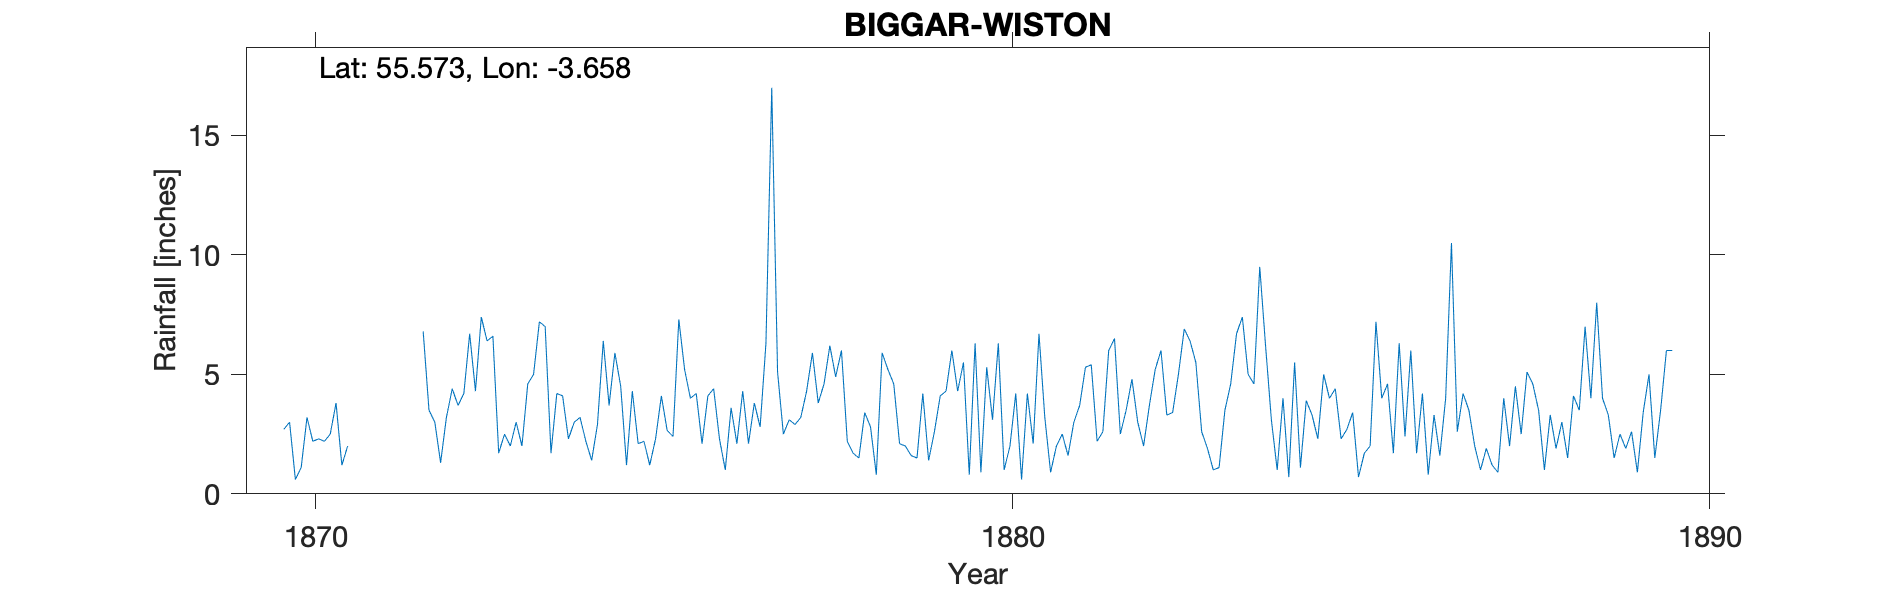 BIGGAR-WISTON
Lat: 55.573, Lon: -3.658
15
10
5
0
Rainfall [inches]
1870 1880 1890
Year